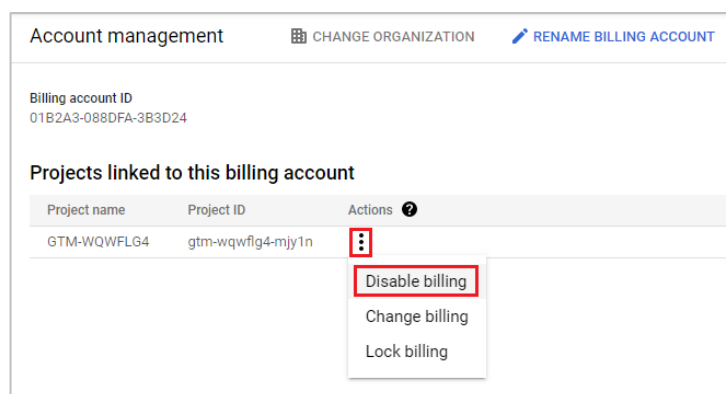 Account management CHANGE ORGANIZATION RENAME BILLING ACCOUNT
Billing account ID
01B2A3-088DFA-3B3D24
Projects linked to this billing account
Project name Project ID Actions ?
GTM-WQWFLG4 gtm-wqwflg4-mjy1n
Disable billing
Change billing
Lock billing